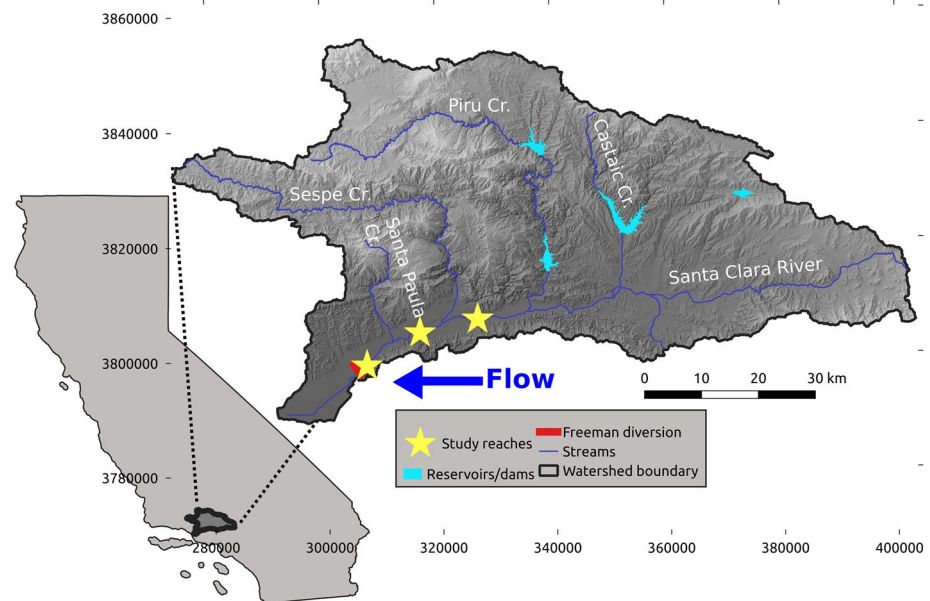 3860000
3840000
3820000
3800000
3780000
Piru Cr.
Castaic Cr.
Sespe Cr.
Santa Paula
Cr.
Santa Clara River
Flow
0 10 20 30 km
Study reaches
Reservoirs/dams
Freeman diversion
Streams
Watershed boundary
280000 300000 320000 340000 360000 380000 400000